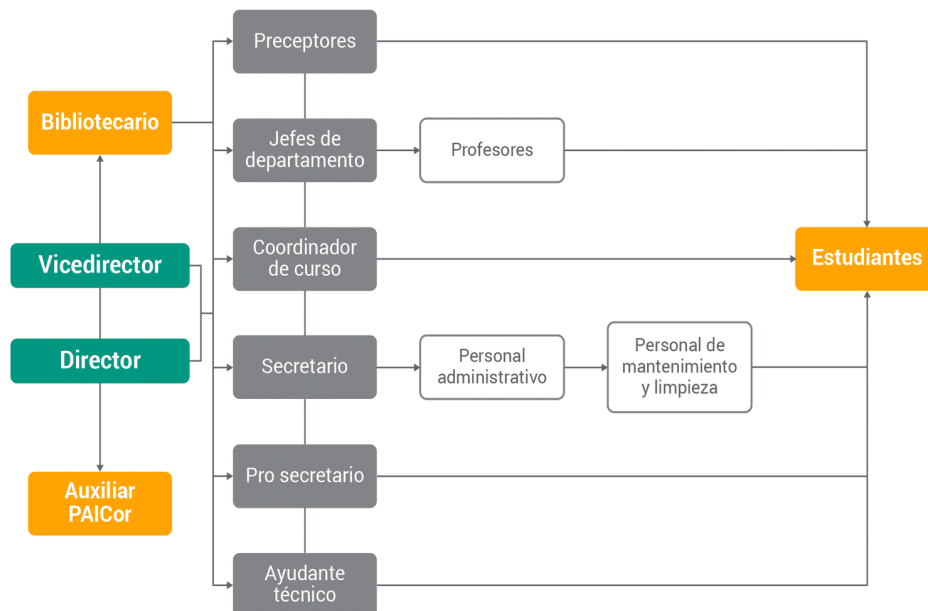 Preceptores
Bibliotecario
Jefes de
departamento
Profesores
Vicedirector
Coordinador
de curso
Estudiantes
Director
Secretario
Personal
administrativo
Personal de
mantenimiento
y limpieza
Auxiliar
PAICor
Pro secretario
Ayudante
técnico